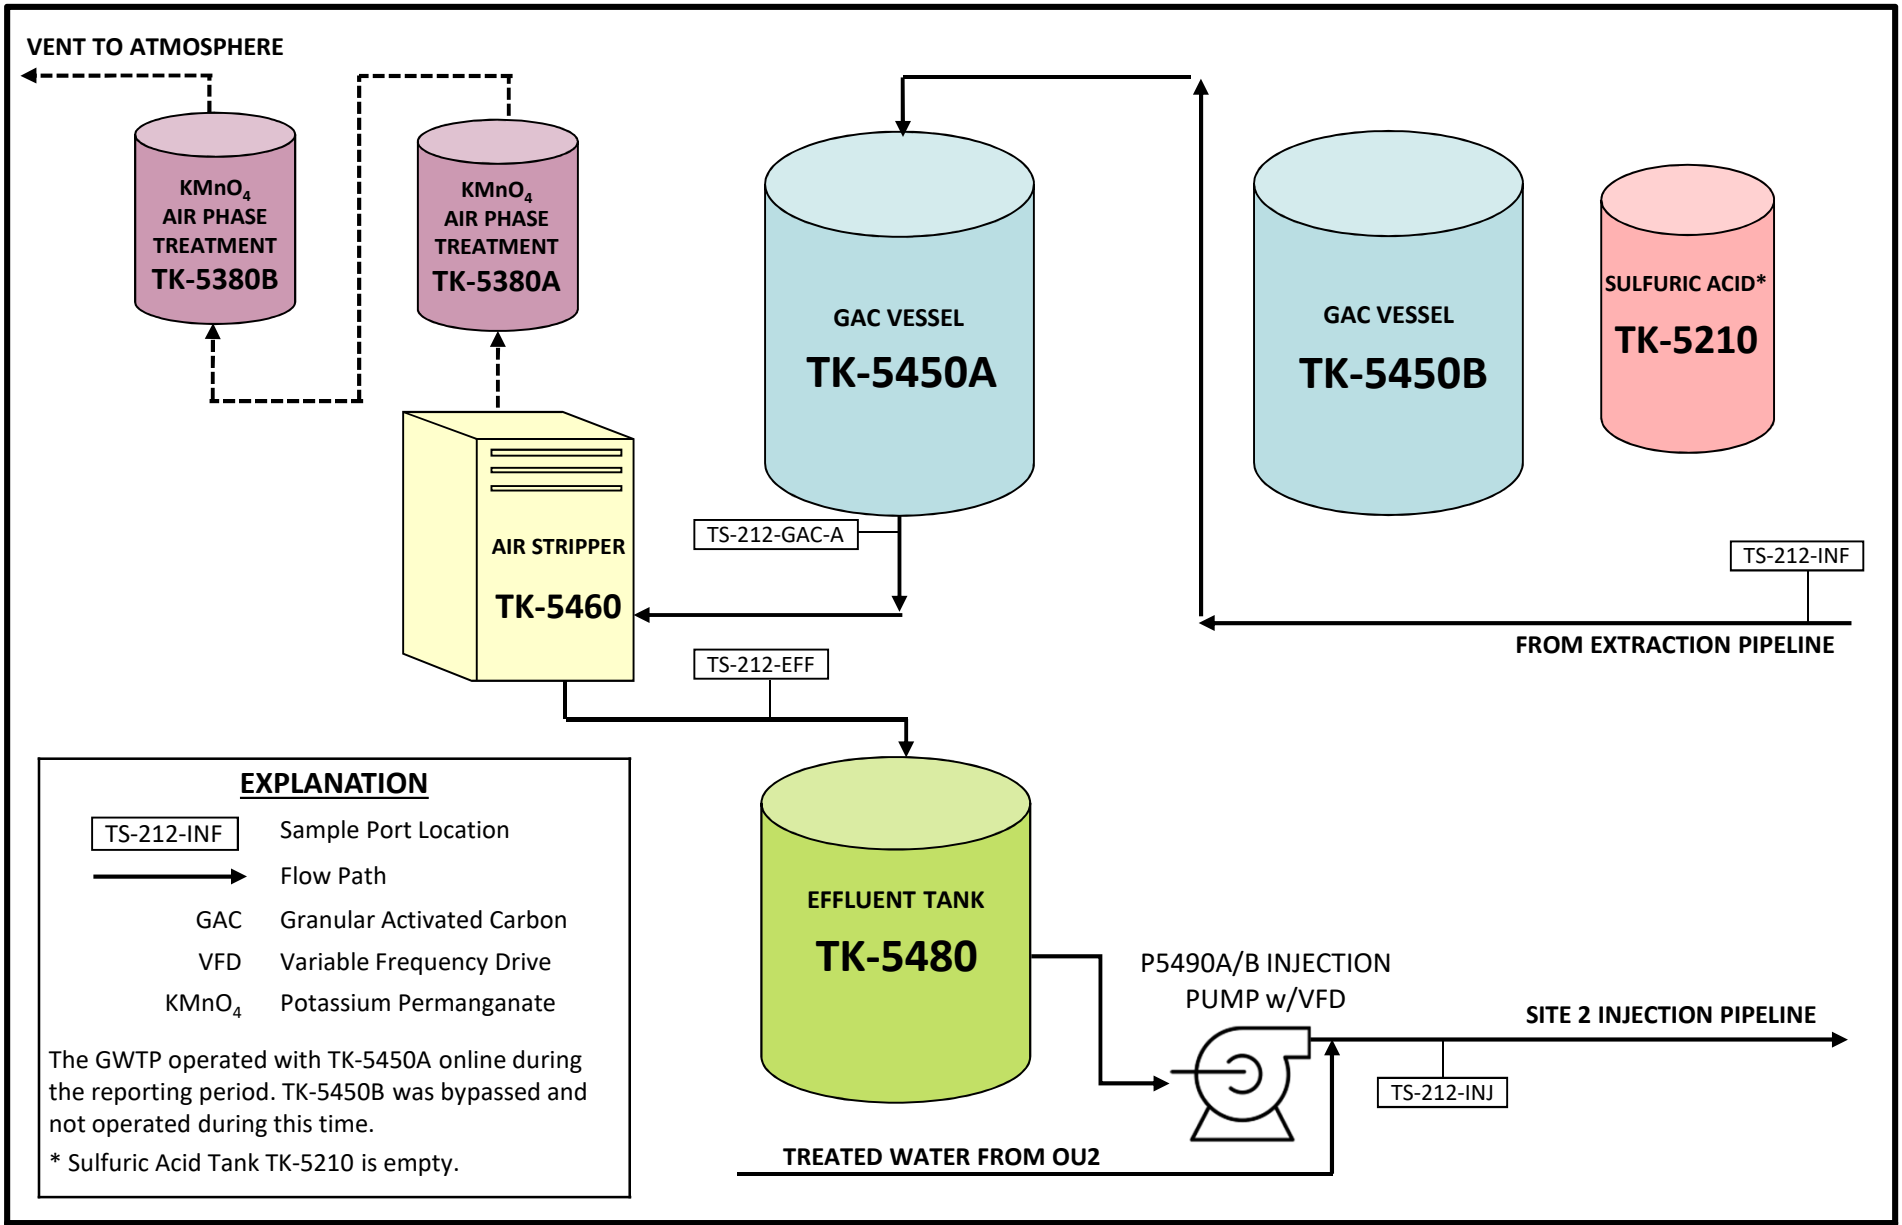 VENT TO ATMOSPHERE
KMnO₄
AIR PHASE
TREATMENT
TK-5380B
KMnO₄
AIR PHASE
TREATMENT
TK-5380A
GAC VESSEL
TK-5450A
GAC VESSEL
TK-5450B
SULFURIC ACID*
TK-5210
TS-212-GAC-A
AIR STRIPPER
TK-5460
TS-212-INF
FROM EXTRACTION PIPELINE
TS-212-EFF
EFFLUENT TANK
TK-5480
P5490A/B INJECTION
PUMP w/VFD
SITE 2 INJECTION PIPELINE
TS-212-INJ
TREATED WATER FROM OU2
EXPLANATION
TS-212-INF Sample Port Location
Flow Path
GAC Granular Activated Carbon
VFD Variable Frequency Drive
KMnO₄ Potassium Permanganate
The GWTP operated with TK-5450A online during
the reporting period. TK-5450B was bypassed and
not operated during this time.
* Sulfuric Acid Tank TK-5210 is empty.